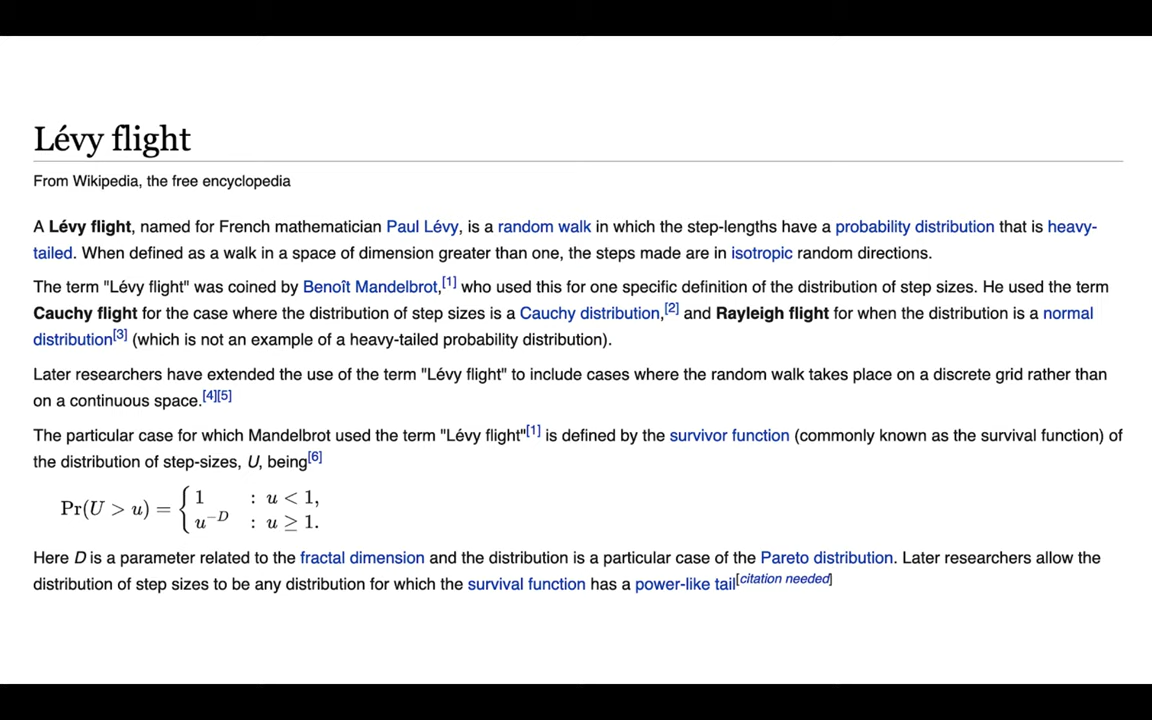 Lévy flight
From Wikipedia, the free encyclopedia
A Lévy flight, named for French mathematician Paul Lévy, is a random walk in which the step-lengths have a probability distribution that is heavy-
tailed. When defined as a walk in a space of dimension greater than one, the steps made are in isotropic random directions.
The term "Lévy flight" was coined by Benoît Mandelbrot,[1] who used this for one specific definition of the distribution of step sizes. He used the term
Cauchy flight for the case where the distribution of step sizes is a Cauchy distribution,[2] and Rayleigh flight for when the distribution is a normal
distribution[3] (which is not an example of a heavy-tailed probability distribution).
Later researchers have extended the use of the term "Lévy flight" to include cases where the random walk takes place on a discrete grid rather than
on a continuous space.[4][5]
The particular case for which Mandelbrot used the term "Lévy flight"[1] is defined by the survivor function (commonly known as the survival function) of
the distribution of step-sizes, U, being[6]
Pr(U > u) = { 1 : u < 1,
u^{-D} : u ≥ 1.
Here D is a parameter related to the fractal dimension and the distribution is a particular case of the Pareto distribution. Later researchers allow the
distribution of step sizes to be any distribution for which the survival function has a power-like tail[citation needed]